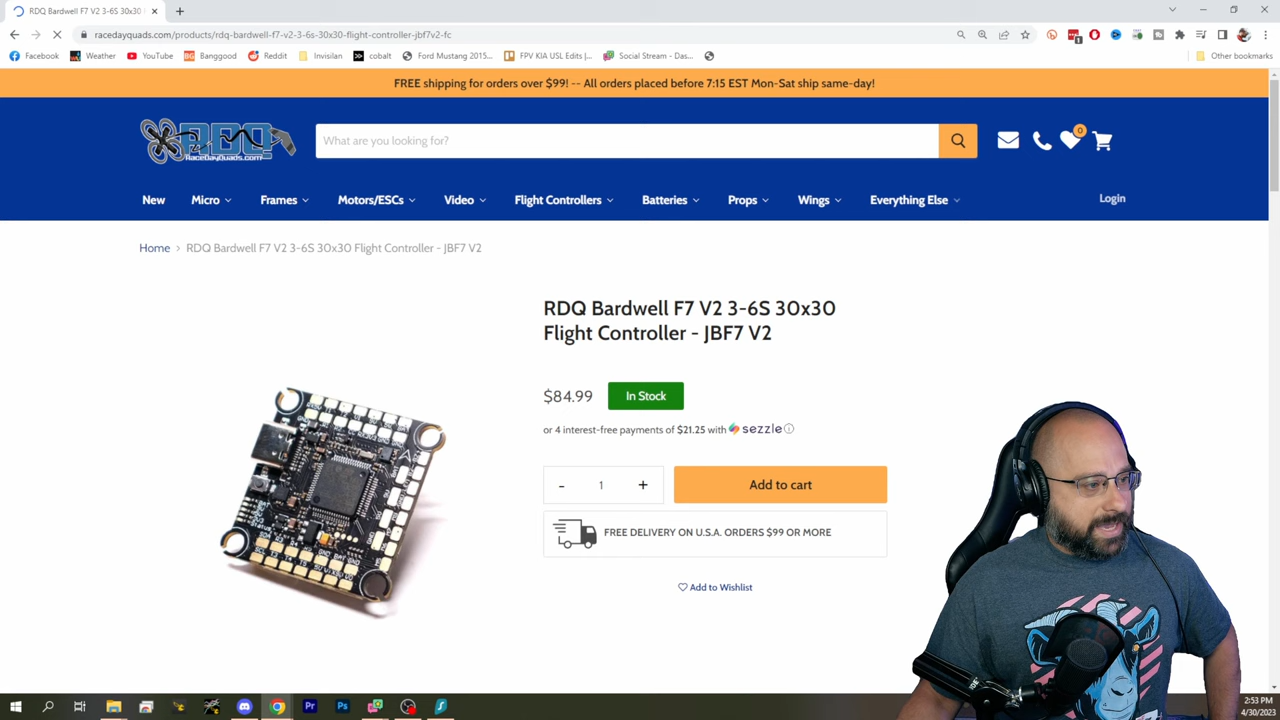 RDQ Bardwell F7 V2 3-6S 30x30
racedayquads.com/products/rdq-bardwell-f7-v2-3-6s-30x30-flight-controller-jbf7v2-fc
Facebook Weather YouTube Banggood Reddit Invisilan cobalt Ford Mustang 2015... FPV KIA USL Edits |... Social Stream - Das... Other bookmarks
FREE shipping for orders over $99! -- All orders placed before 7:15 EST Mon-Sat ship same-day!
RDQ
RaceDayQuads.com
What are you looking for?
0
New Micro Frames Motors/ESCs Video Flight Controllers Batteries Props Wings Everything Else Login
Home > RDQ Bardwell F7 V2 3-6S 30x30 Flight Controller - JBF7 V2
RDQ Bardwell F7 V2 3-6S 30x30
Flight Controller - JBF7 V2
$84.99 In Stock
or 4 interest-free payments of $21.25 with sezzle
- 1 + Add to cart
FREE DELIVERY ON U.S.A. ORDERS $99 OR MORE
Add to Wishlist
2:53 PM
4/30/2023